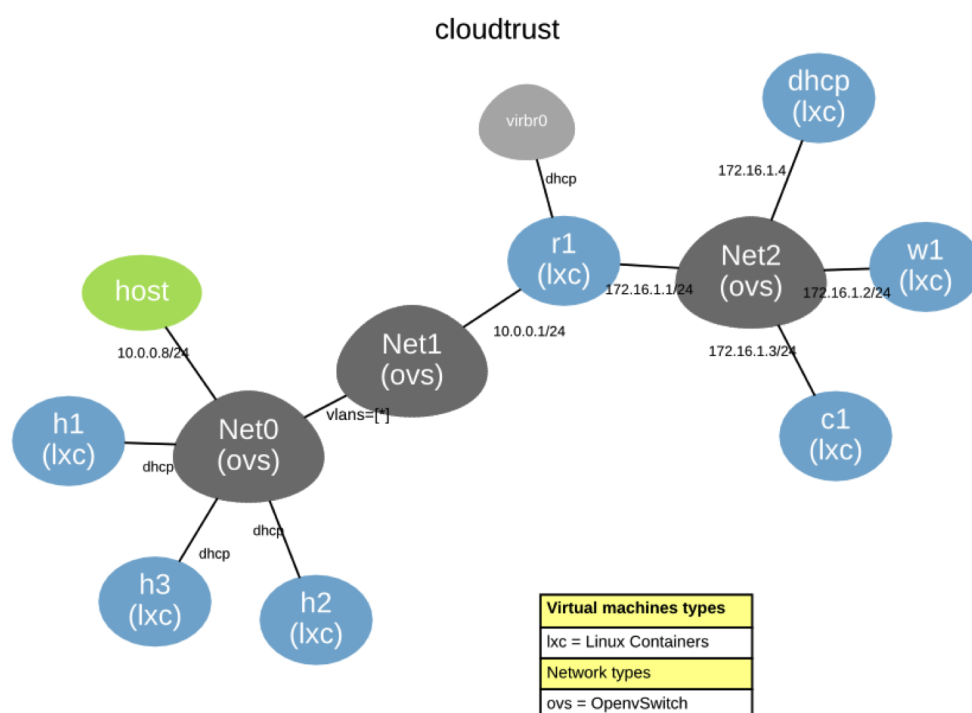 cloudtrust
virbr0
dhcp
(lxc)
dhcp
172.16.1.4
r1
(lxc)
Net2
(ovs)
w1
(lxc)
172.16.1.1/24
172.16.1.2/24
host
10.0.0.8/24
Net1
(ovs)
10.0.0.1/24
172.16.1.3/24
vlans=[*]
h1
(lxc)
Net0
(ovs)
c1
(lxc)
dhcp
dhcp
dhcp
h3
(lxc)
h2
(lxc)
Virtual machines types
lxc = Linux Containers
Network types
ovs = OpenvSwitch